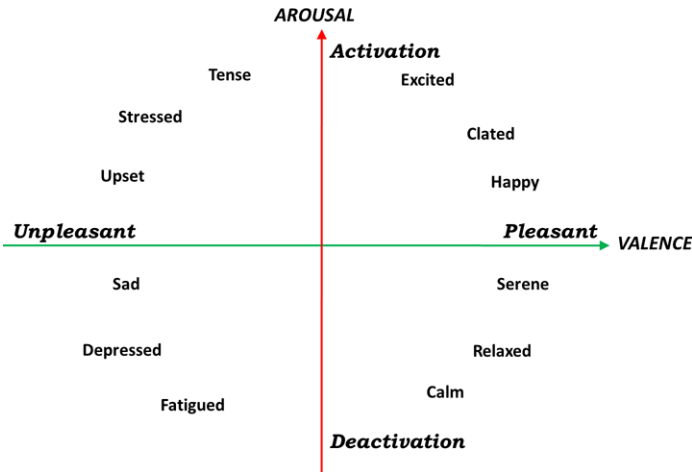 AROUSAL
Activation
Tense
Excited
Stressed
Clated
Upset
Happy
Unpleasant
Pleasant
VALENCE
Sad
Serene
Depressed
Relaxed
Calm
Fatigued
Deactivation